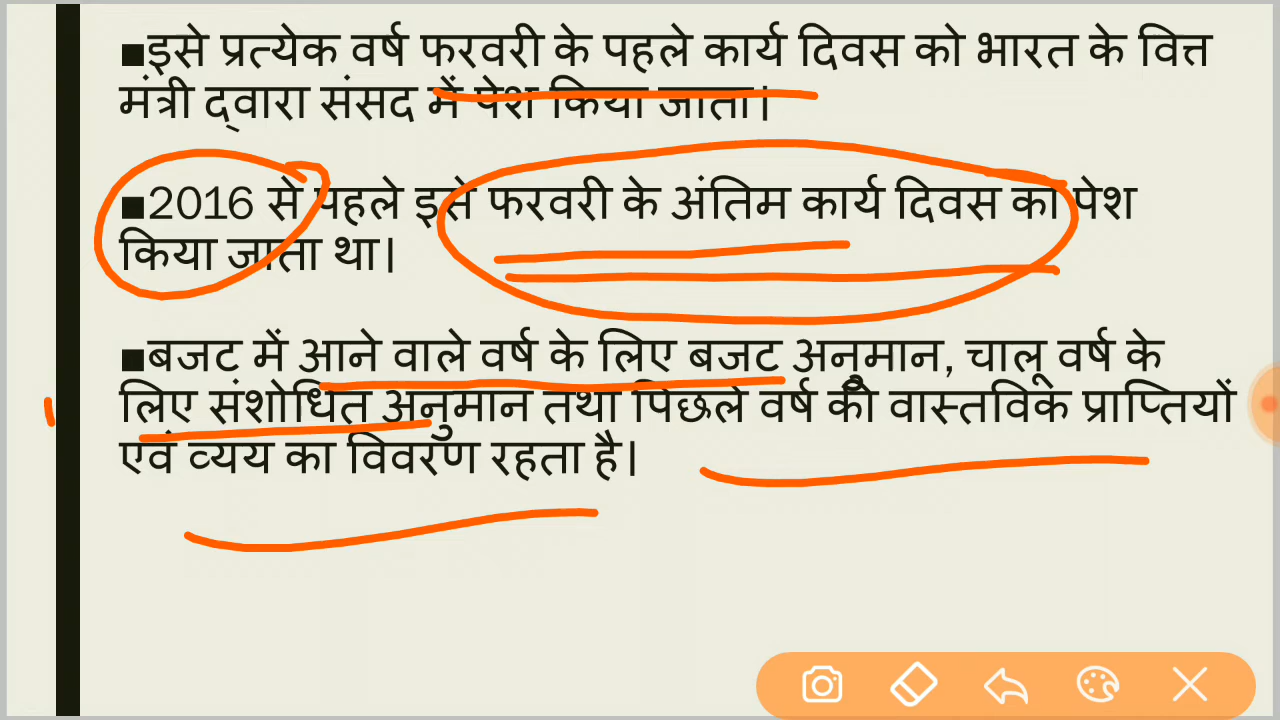 ■इसे प्रत्येक वर्ष फरवरी के पहले कार्य दिवस को भारत के वित्त
मंत्री द्वारा संसद में पेश किया जाता।
■2016 से पहले इसे फरवरी के अंतिम कार्य दिवस को पेश
किया जाता था।
■बजट में आने वाले वर्ष के लिए बजट अनुमान, चालू वर्ष के
लिए संशोधित अनुमान तथा पिछले वर्ष की वास्तविक प्राप्तियों
एवं व्यय का विवरण रहता है।